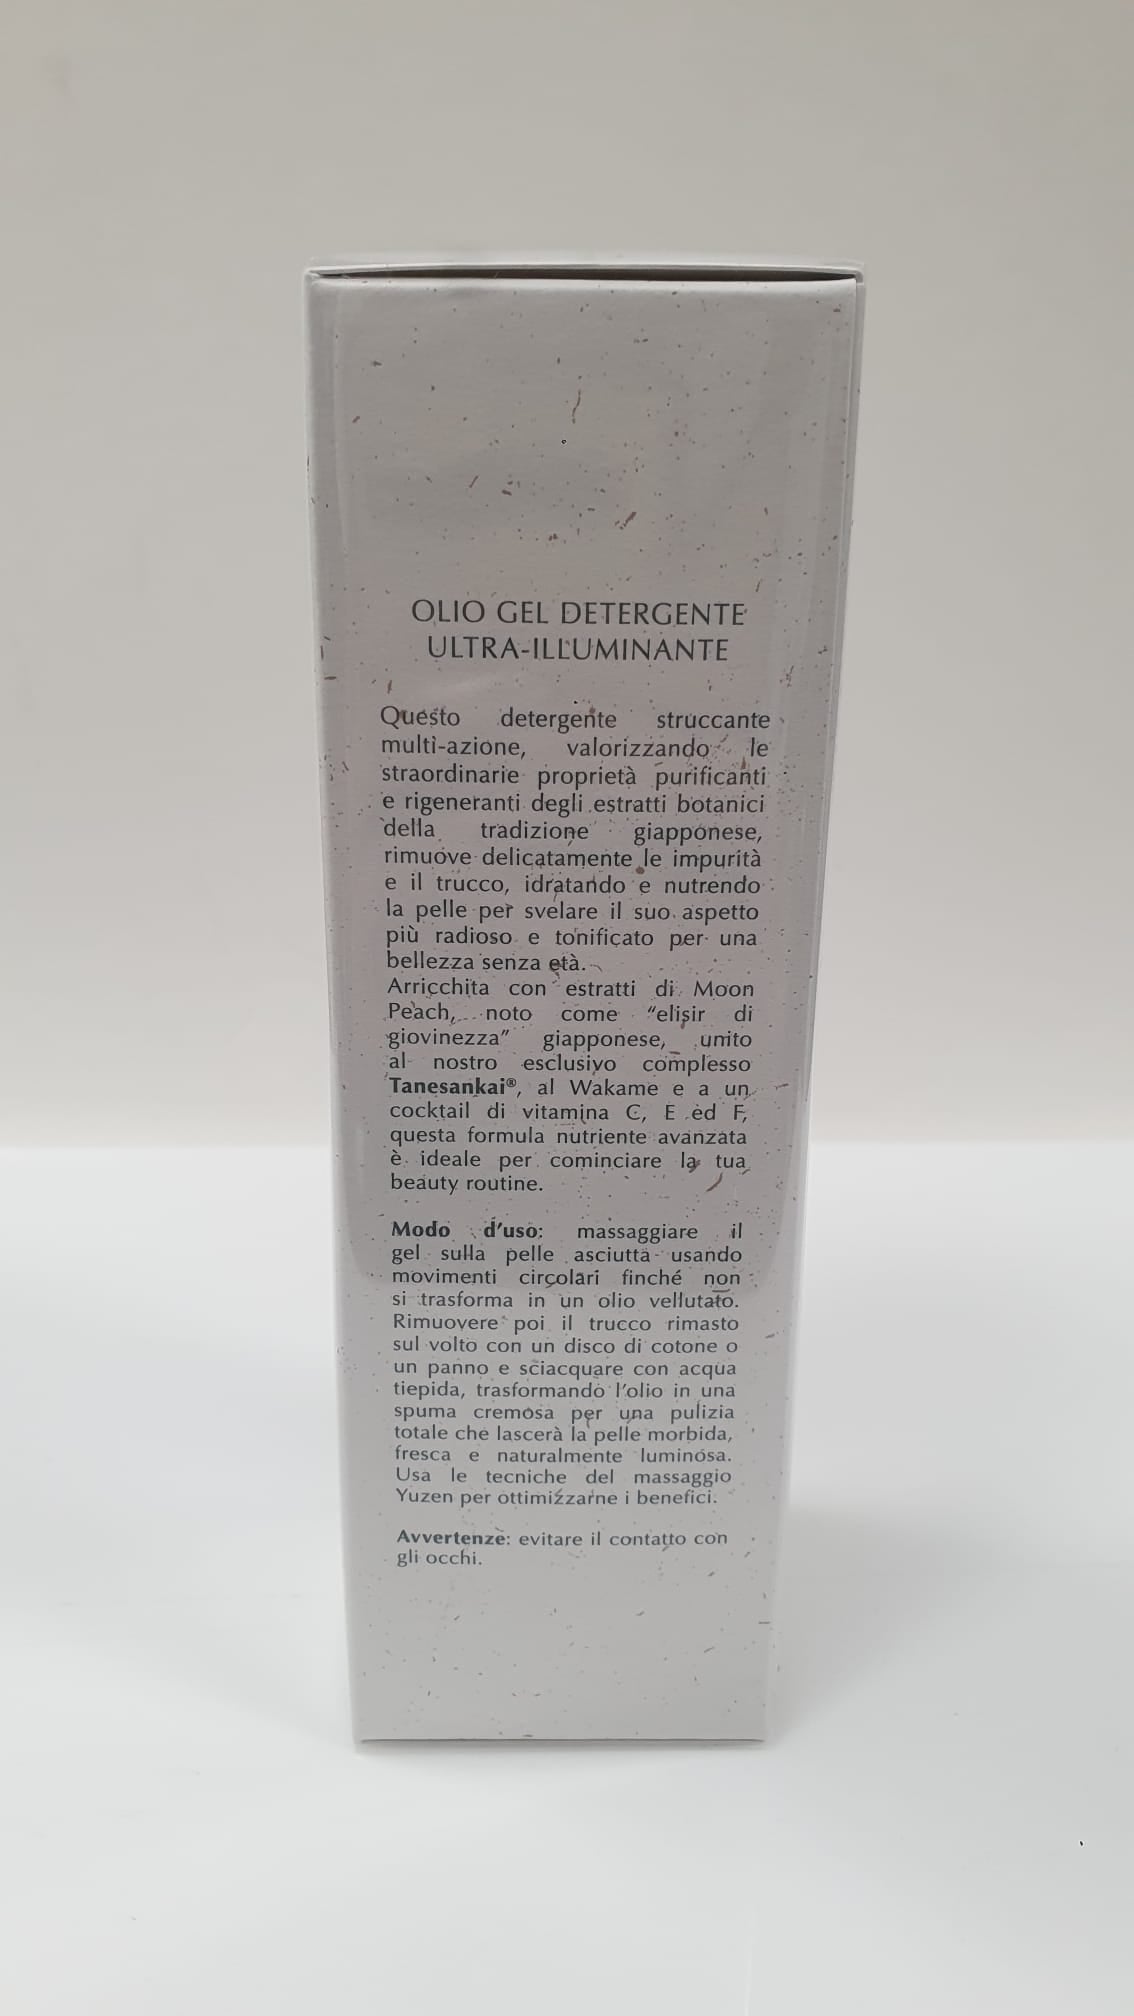 OLIO GEL DETERGENTE
ULTRA-ILLUMINANTE
Questo detergente struccante
multi-azione, valorizzando le
straordinarie proprietà purificanti
e rigeneranti degli estratti botanici
della tradizione giapponese,
rimuove delicatamente le impurità
e il trucco, idratando e nutrendo
la pelle per svelare il suo aspetto
più radioso e tonificato per una
bellezza senza età.
Arricchita con estratti di Moon
Peach, noto come “elisir di
giovinezza” giapponese, unito
al nostro esclusivo complesso
Tanesankai®, al Wakame e a un
cocktail di vitamina C, E ed F,
questa formula nutriente avanzata
è ideale per cominciare la tua
beauty routine.
Modo d’uso: massaggiare il
gel sulla pelle asciutta usando
movimenti circolari finché non
si trasforma in un olio vellutato.
Rimuovere poi il trucco rimasto
sul volto con un disco di cotone o
un panno e sciacquare con acqua
tiepida, trasformando l’olio in una
spuma cremosa per una pulizia
totale che lascerà la pelle morbida,
fresca e naturalmente luminosa.
Usa le tecniche del massaggio
Yuzen per ottimizzarne i benefici.
Avvertenze: evitare il contatto con
gli occhi.